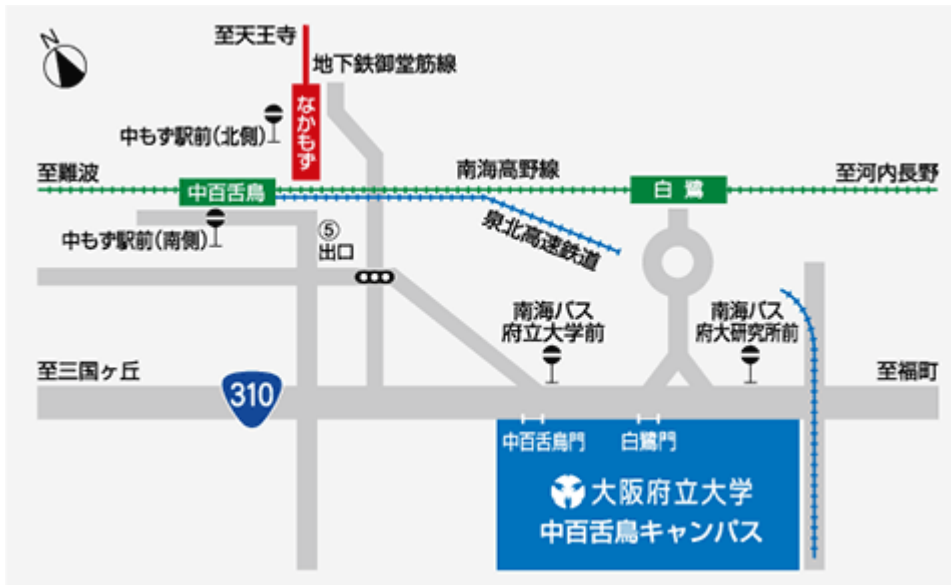 N
至天王寺
地下鉄御堂筋線
なかもず
中もず駅前(北側)
至難波
南海高野線
至河内長野
中百舌鳥
白鷺
中もず駅前(南側)
⑤
出口
泉北高速鉄道
南海バス
府立大学前
南海バス
府大研究所前
至三国ヶ丘
310
至福町
中百舌鳥門
白鷺門
大阪府立大学
中百舌鳥キャンパス